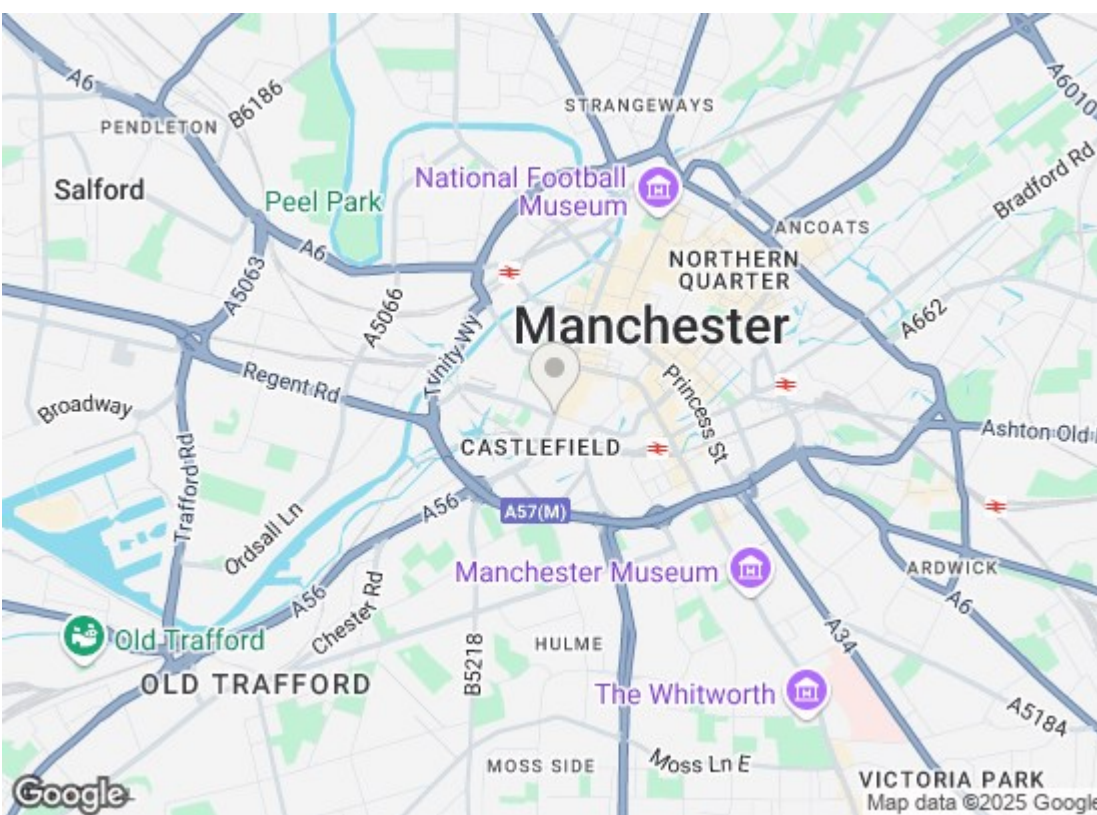 A6
B6186
PENDLETON
STRANGEWAYS
A6010
Salford
Peel Park
National Football
Museum
Bradford Rd
ANCOATS
A6
NORTHERN
QUARTER
A5063
A5066
Manchester
A662
Trinity Wy
Regent Rd
Princess St
Broadway
CASTLEFIELD
Ashton Old
Trafford Rd
A56
A57(M)
Ordsall Ln
Manchester Museum
ARDWICK
A56
Chester Rd
A6
Old Trafford
HULME
A34
OLD TRAFFORD
B5218
The Whitworth
A5184
MOSS SIDE
Moss Ln E
VICTORIA PARK
Google
Map data ©2025 Google